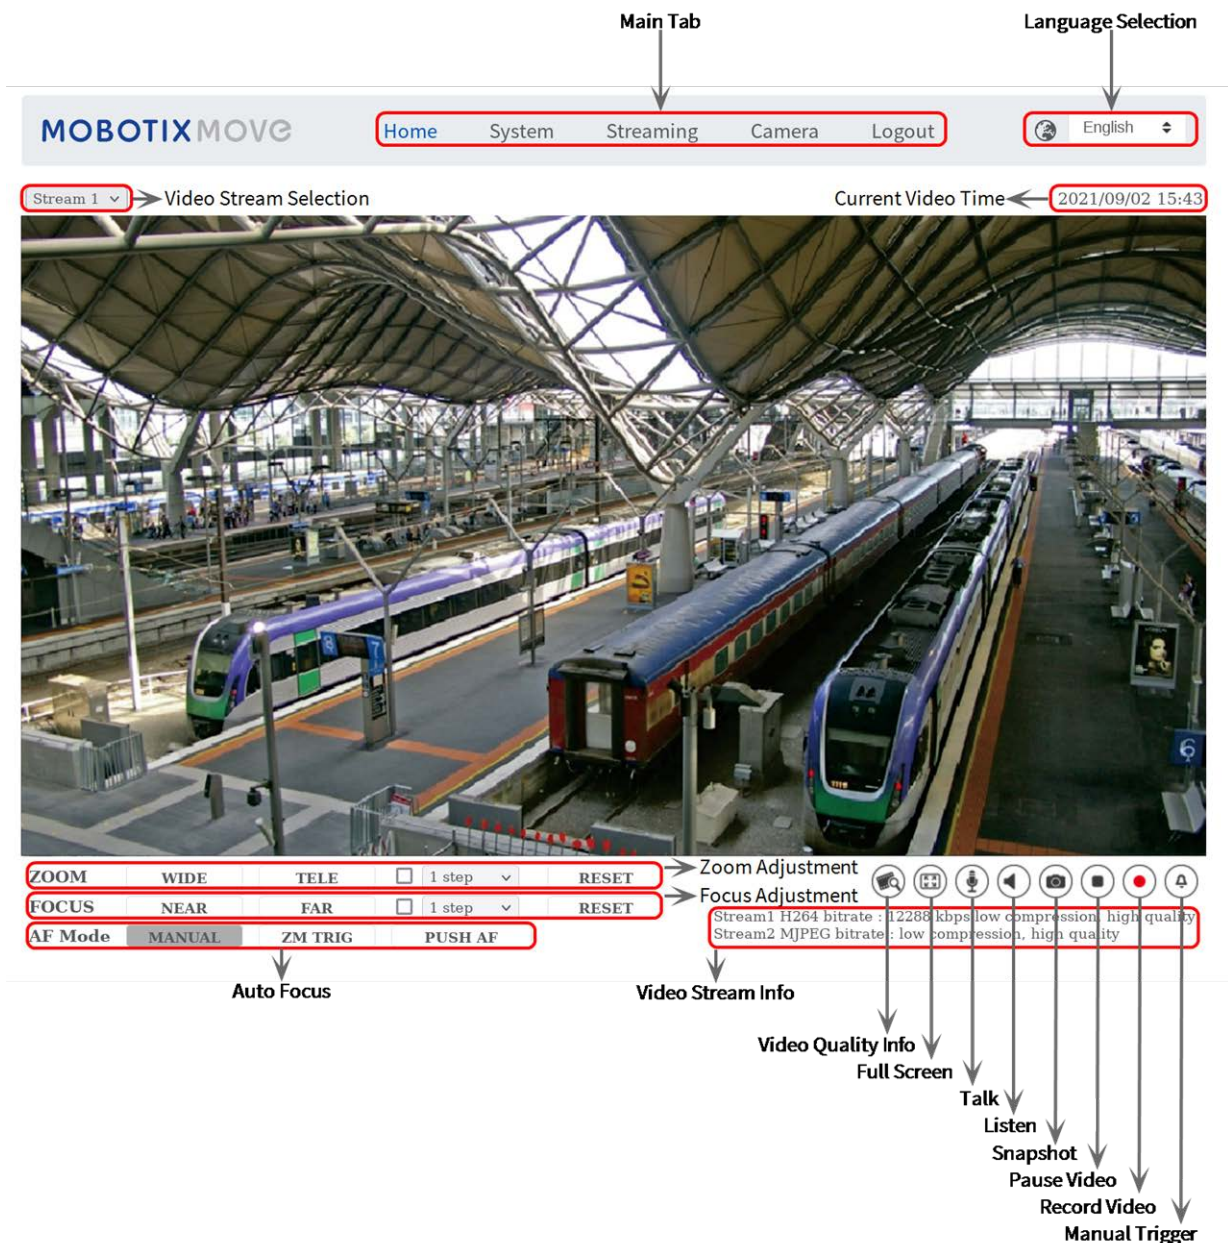 Main Tab
Language Selection
MOBOTIX MOVE
Home System Streaming Camera Logout
English
Stream 1
Video Stream Selection
Current Video Time
2021/09/02 15:43
8
7
6
ZOOM WIDE TELE 1 step RESET
Zoom Adjustment
FOCUS NEAR FAR 1 step RESET
Focus Adjustment
AF Mode MANUAL ZM TRIG PUSH AF
Stream1 H264 bitrate : 12288 kbps low compression, high quality
Stream2 MJPEG bitrate : low compression, high quality
Auto Focus
Video Stream Info
Video Quality Info
Full Screen
Talk
Listen
Snapshot
Pause Video
Record Video
Manual Trigger